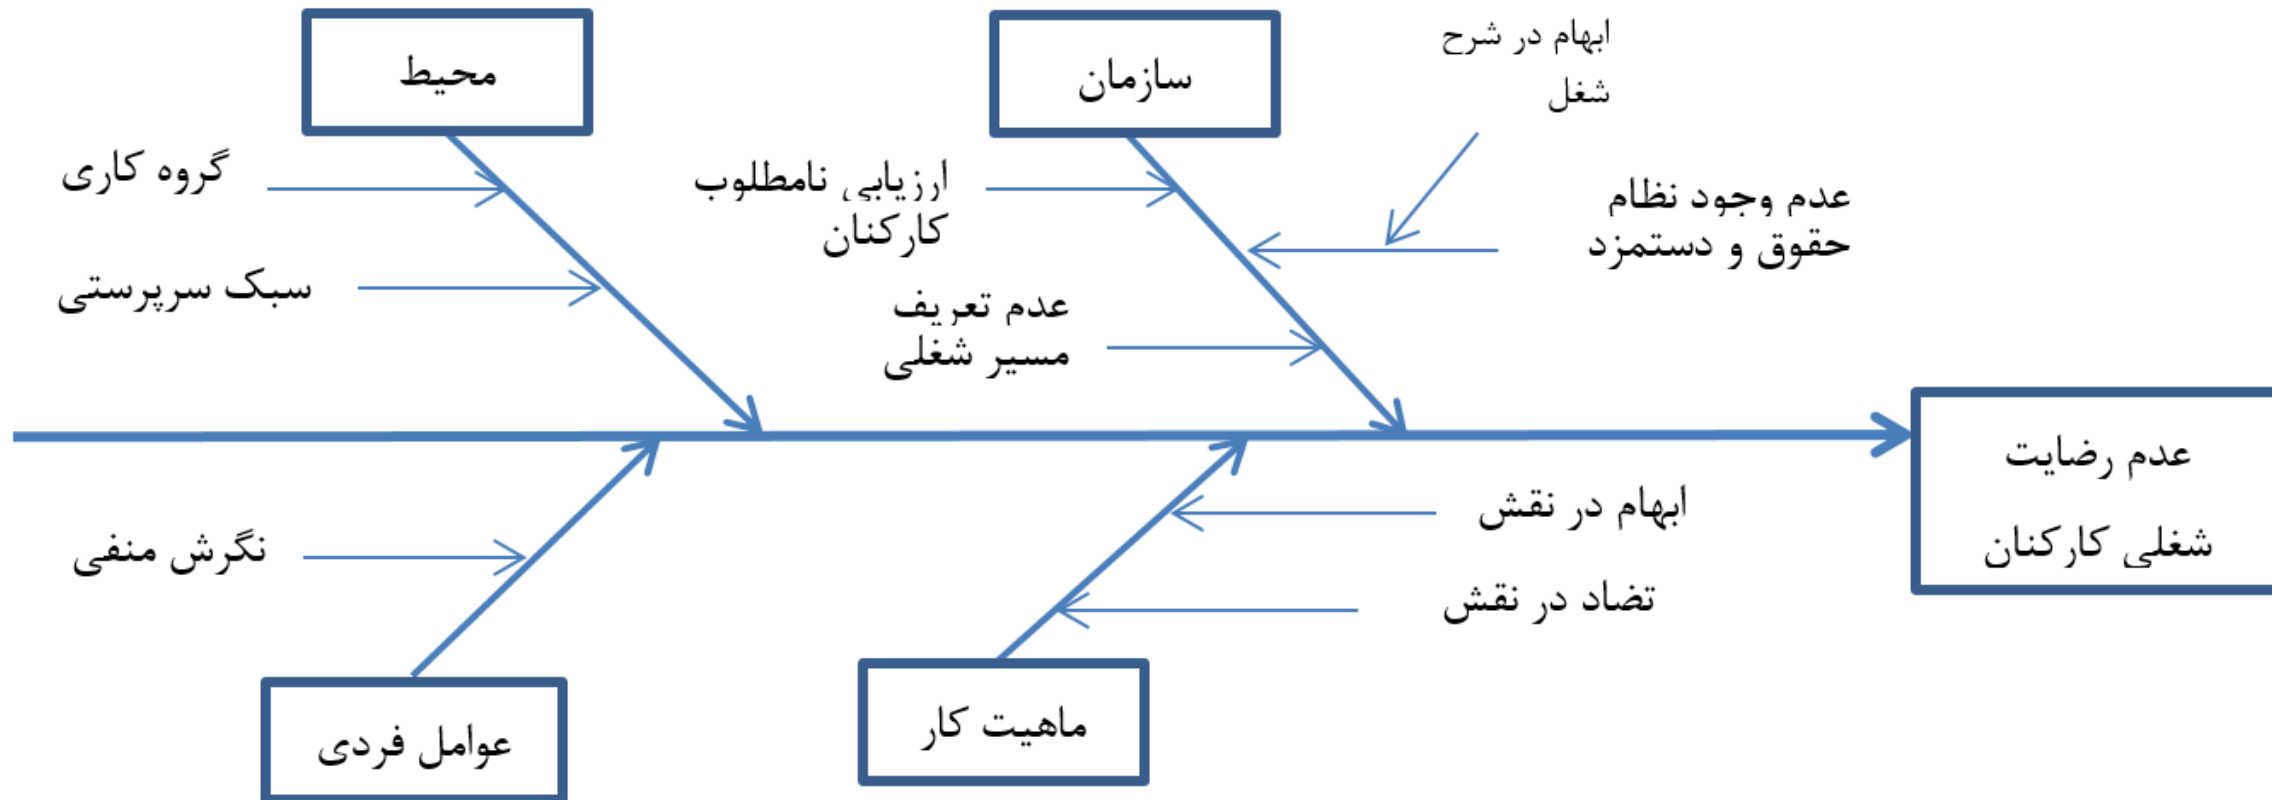 محیط
سازمان
ابهام در شرح
شغل
گروه کاری
ارزیابی نامطلوب
کارکنان
عدم وجود نظام
حقوق و دستمزد
سبک سرپرستی
عدم تعریف
مسیر شغلی
عدم رضایت
شغلی کارکنان
نگرش منفی
ابهام در نقش
تضاد در نقش
عوامل فردی
ماهیت کار